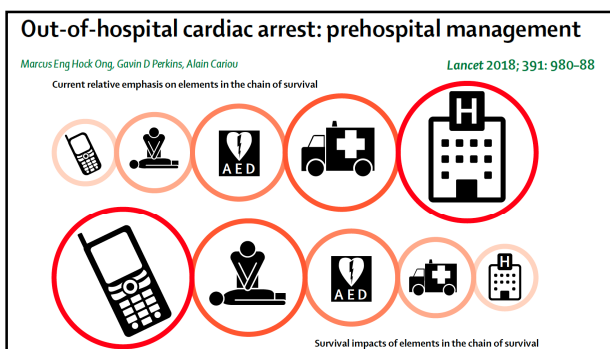 Out-of-hospital cardiac arrest: prehospital management
Marcus Eng Hock Ong, Gavin D Perkins, Alain Cariou
Lancet 2018; 391: 980–88
Current relative emphasis on elements in the chain of survival
AED
H
AED
H
Survival impacts of elements in the chain of survival